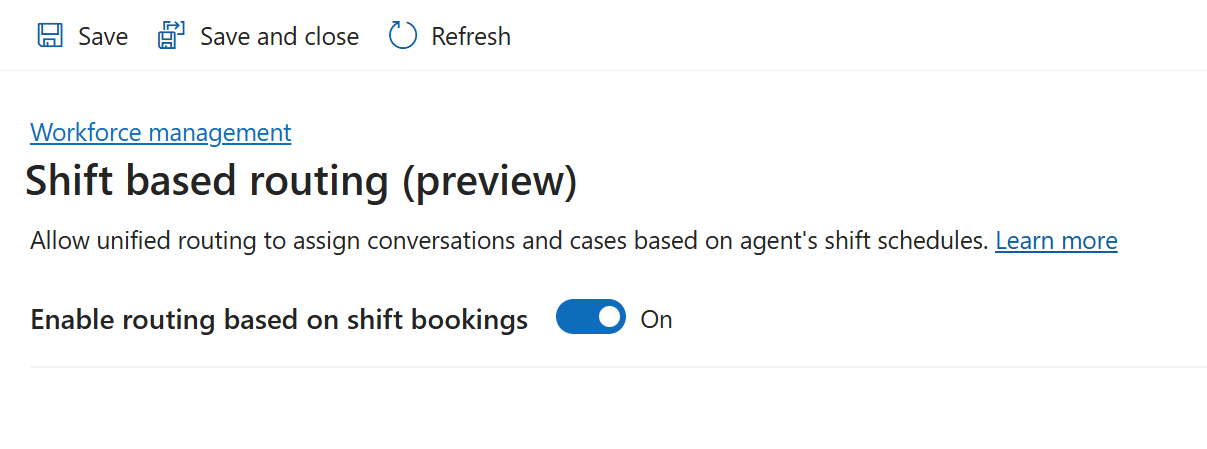 Save Save and close Refresh
Workforce management
Shift based routing (preview)
Allow unified routing to assign conversations and cases based on agent's shift schedules. Learn more
Enable routing based on shift bookings On